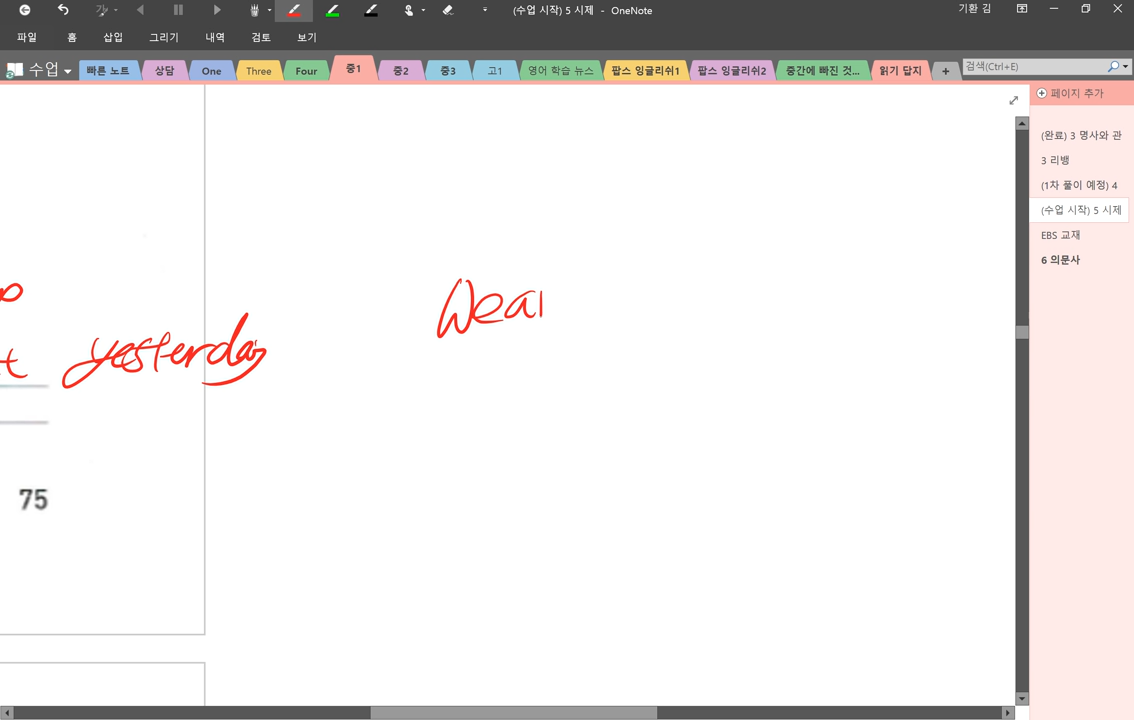 (수업 시작) 5 시제 - OneNote
기환 김
파일 홈 삽입 그리기 내역 검토 보기
수업 빠른 노트 상담 One Three Four 중1 중2 중3 고1 영어 학습 뉴스 팝스 잉글리쉬1 팝스 잉글리쉬2 중간에 빠진 것... 읽기 답지 + 검색(Ctrl+E)
페이지 추가
(완료) 3 명사와 관
3 리뱅
(1차 풀이 예정) 4
(수업 시작) 5 시제
EBS 교재
6 의문사
t yesterday
75